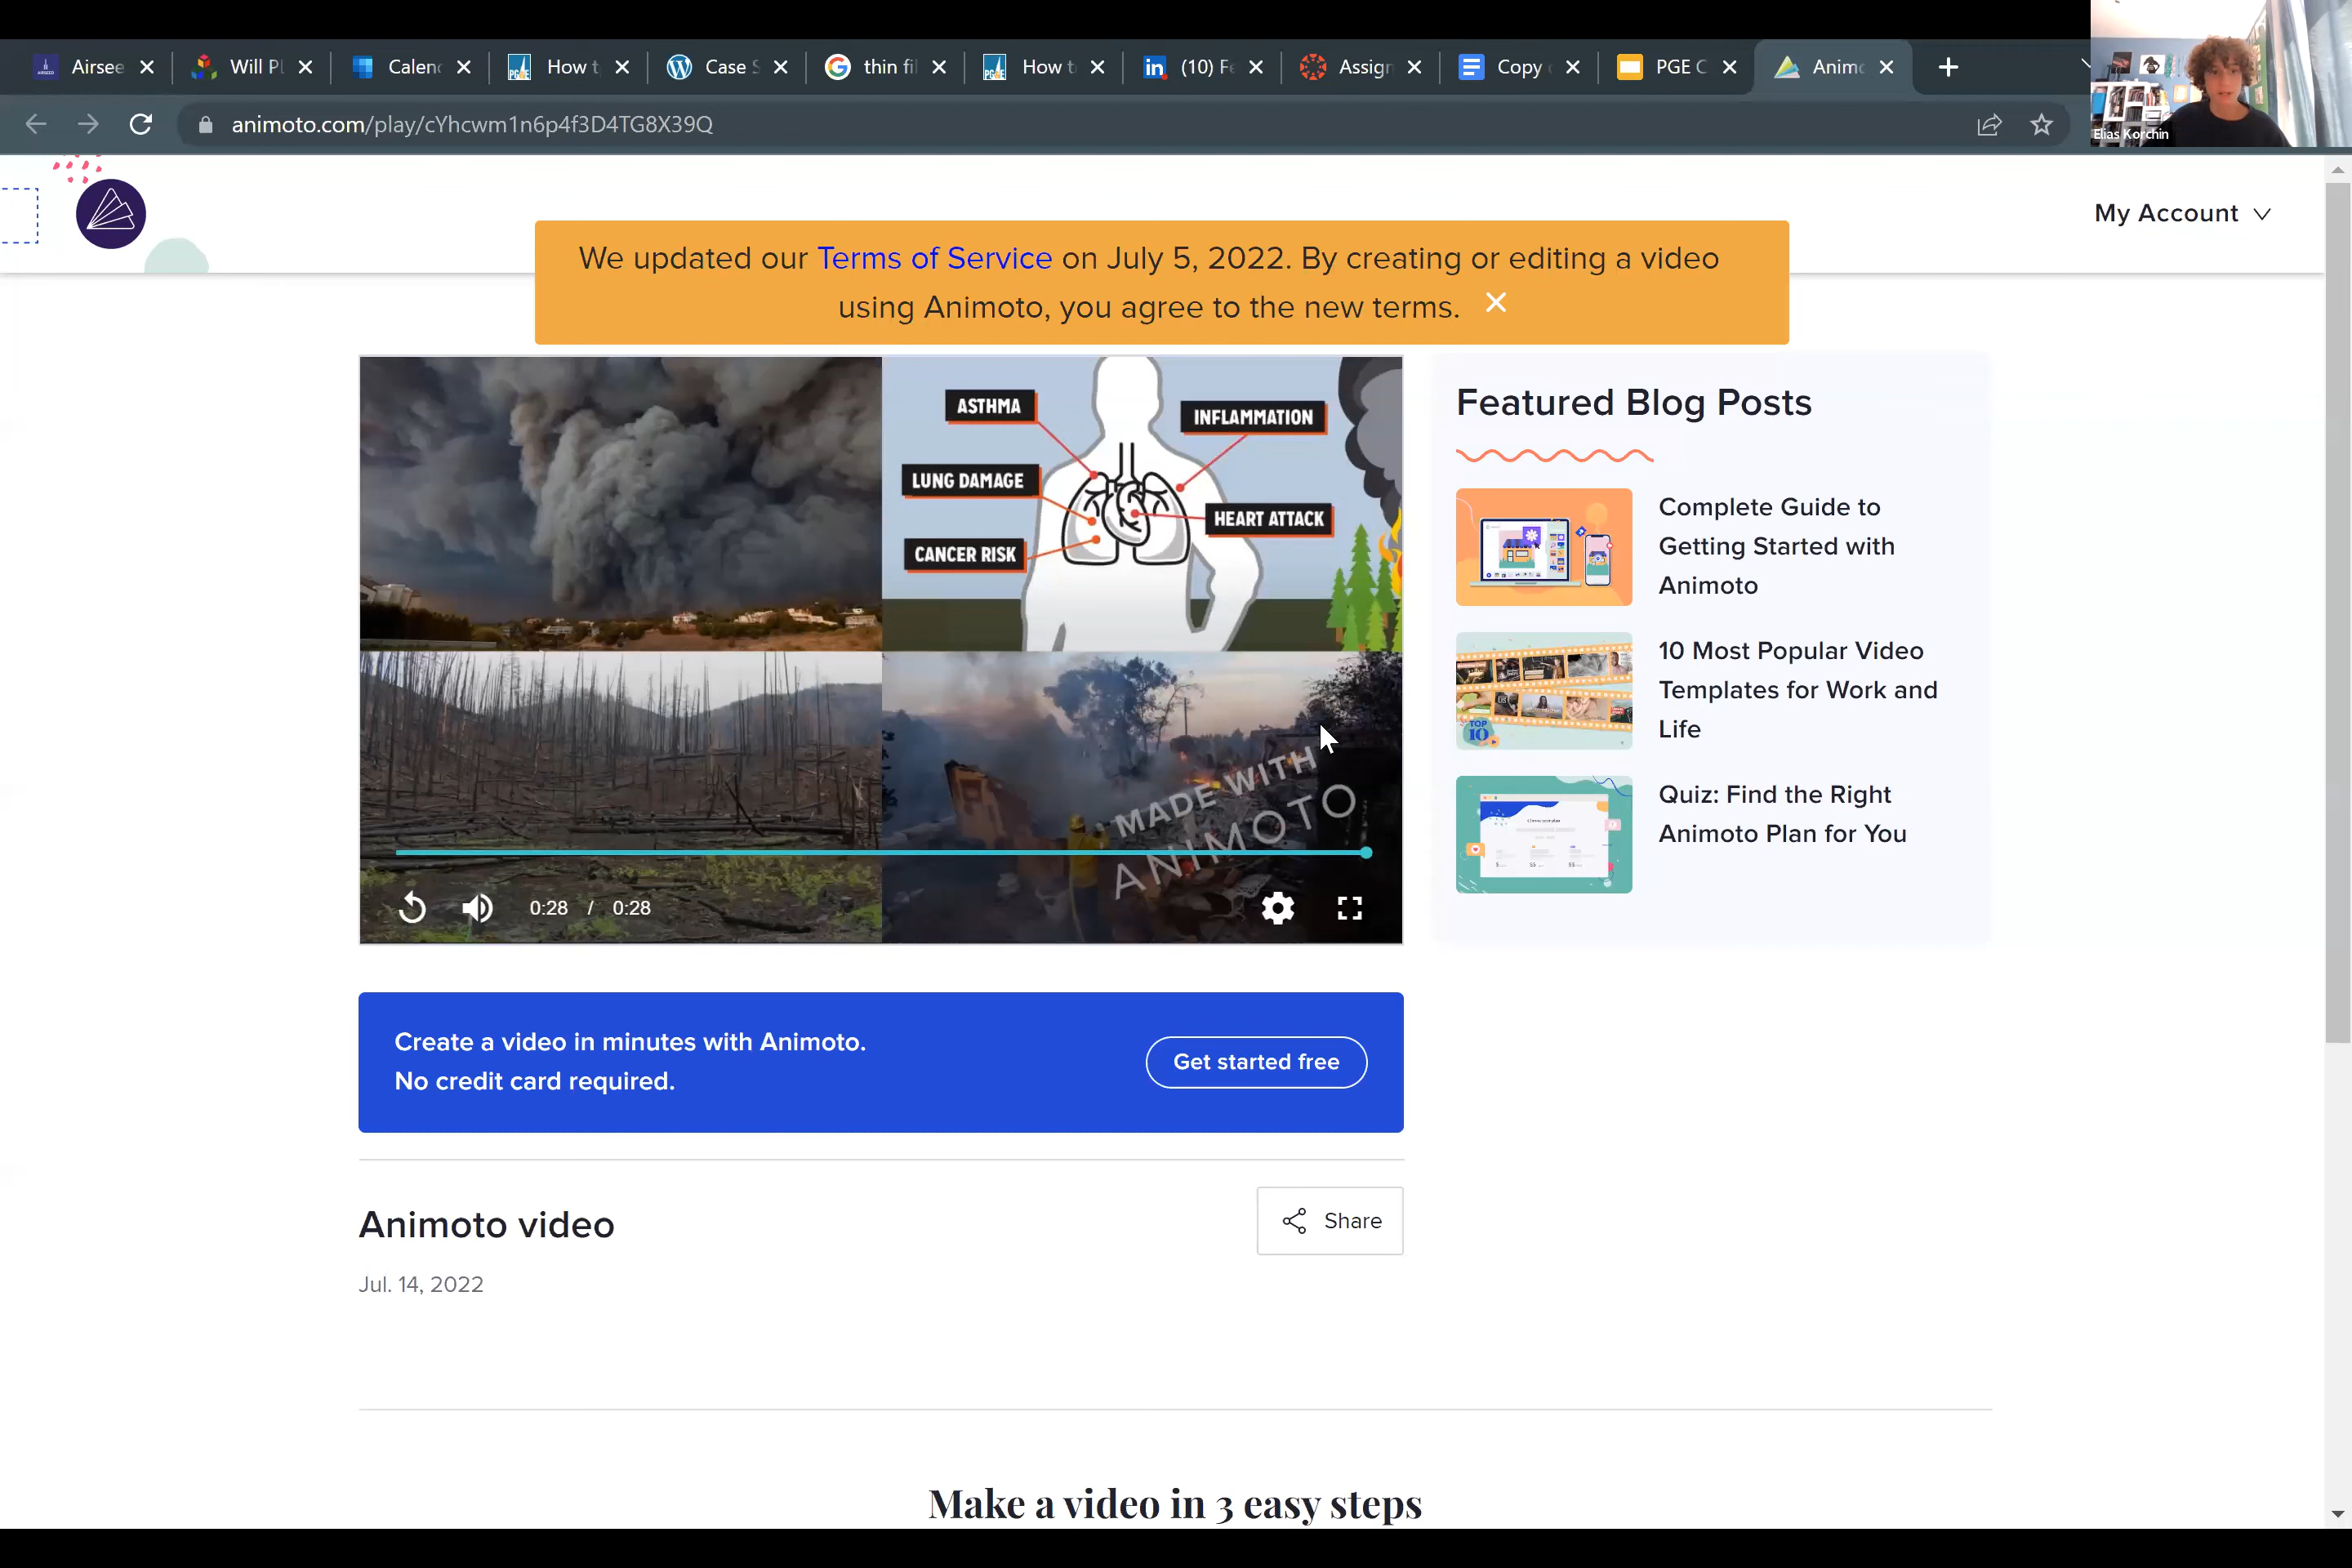 Airsee
Will Pl
Calen
How t
Case S
thin fil
How t
(10) Fe
Assign
Copy
PGE C
Animo
animoto.com/play/cYhcwm1n6p4f3D4TG8X39Q
Elias Korchin
My Account
We updated our Terms of Service on July 5, 2022. By creating or editing a video
using Animoto, you agree to the new terms.
ASTHMA
INFLAMMATION
LUNG DAMAGE
HEART ATTACK
CANCER RISK
MADE WITH
ANIMOTO
0:28 / 0:28
Featured Blog Posts
Complete Guide to
Getting Started with
Animoto
TOP
10
10 Most Popular Video
Templates for Work and
Life
Quiz: Find the Right
Animoto Plan for You
Create a video in minutes with Animoto.
No credit card required.
Get started free
Animoto video
Share
Jul. 14, 2022
Make a video in 3 easy steps